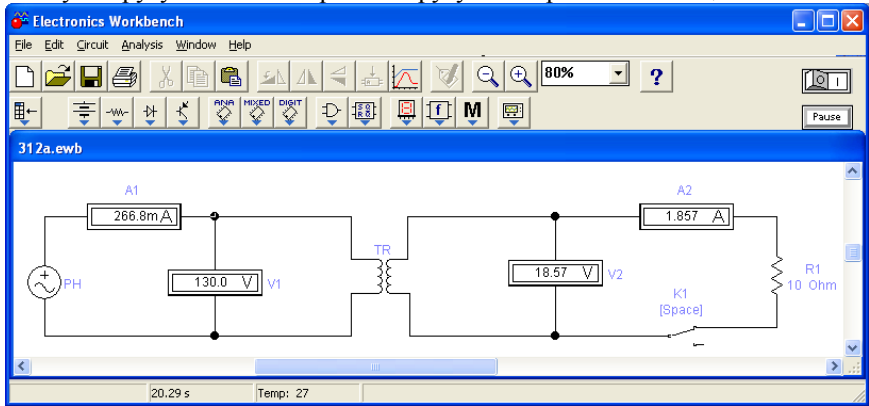 Electronics Workbench
File Edit Circuit Analysis Window Help
80%
?
ANA MIXED DIGIT
f M
Pause
312a.ewb
A1
266.8m A
A2
1.857 A
TR
PH
130.0 V V1
18.57 V V2
R1
10 Ohm
K1
[Space]
20.29 s Temp: 27